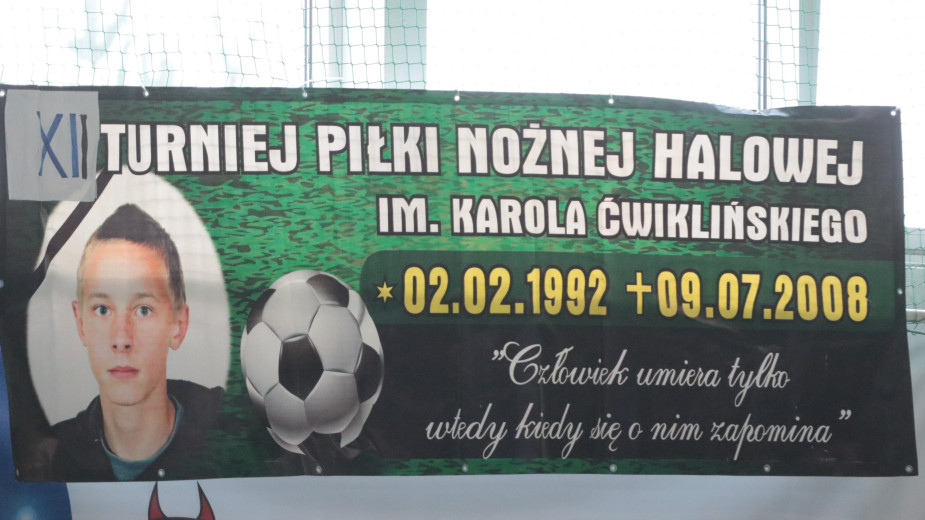 XII TURNIEJ PIŁKI NOŻNEJ HALOWEJ
IM. KAROLA ĆWIKLIŃSKIEGO
02.02.1992 †09.07.2008
"Człowiek umiera tylko
wtedy kiedy się o nim zapomina"